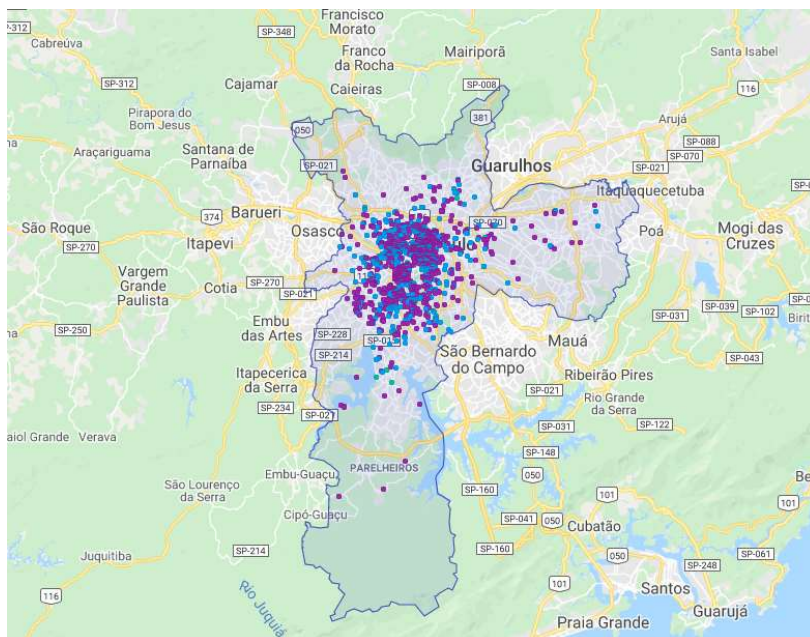 SP-312
Cabreúva
SP-312
Francisco
Morato
SP-348
Franco
da Rocha
Mairiporã
Santa Isabel
Cajamar
Caieiras
SP-008
116
Pirapora do
Bom Jesus
050
381
Arujá
Araçariguama
Santana de
Parnaíba
SP-021
Guarulhos
SP-088
SP-021
SP-070
Itaquaquecetuba
São Roque
374
Barueri
Osasco
SP-070
Poá
Mogi das
Cruzes
SP-270
Itapevi
ulo
Vargem
Grande
Paulista
Cotia
SP-270
SP-021
SP-250
Embu
das Artes
SP-228
SP-214
São Bernardo
do Campo
Mauá
SP-031
SP-039
SP-102
SP-043
Itapecerica
da Serra
Ribeirão Pires
SP-234
SP-021
SP-021
Rio Grande
da Serra
SP-122
Verava
SP-031
SP-148
São Lourenço
da Serra
Embu-Guaçu
PARELHEIROS
050
SP-160
Cipó-Guaçu
SP-041
050
101
101
Cubatão
Juquitiba
SP-214
SP-160
SP-061
116
Rio Juquiá
101
050
SP-248
Santos
Guarujá
Praia Grande